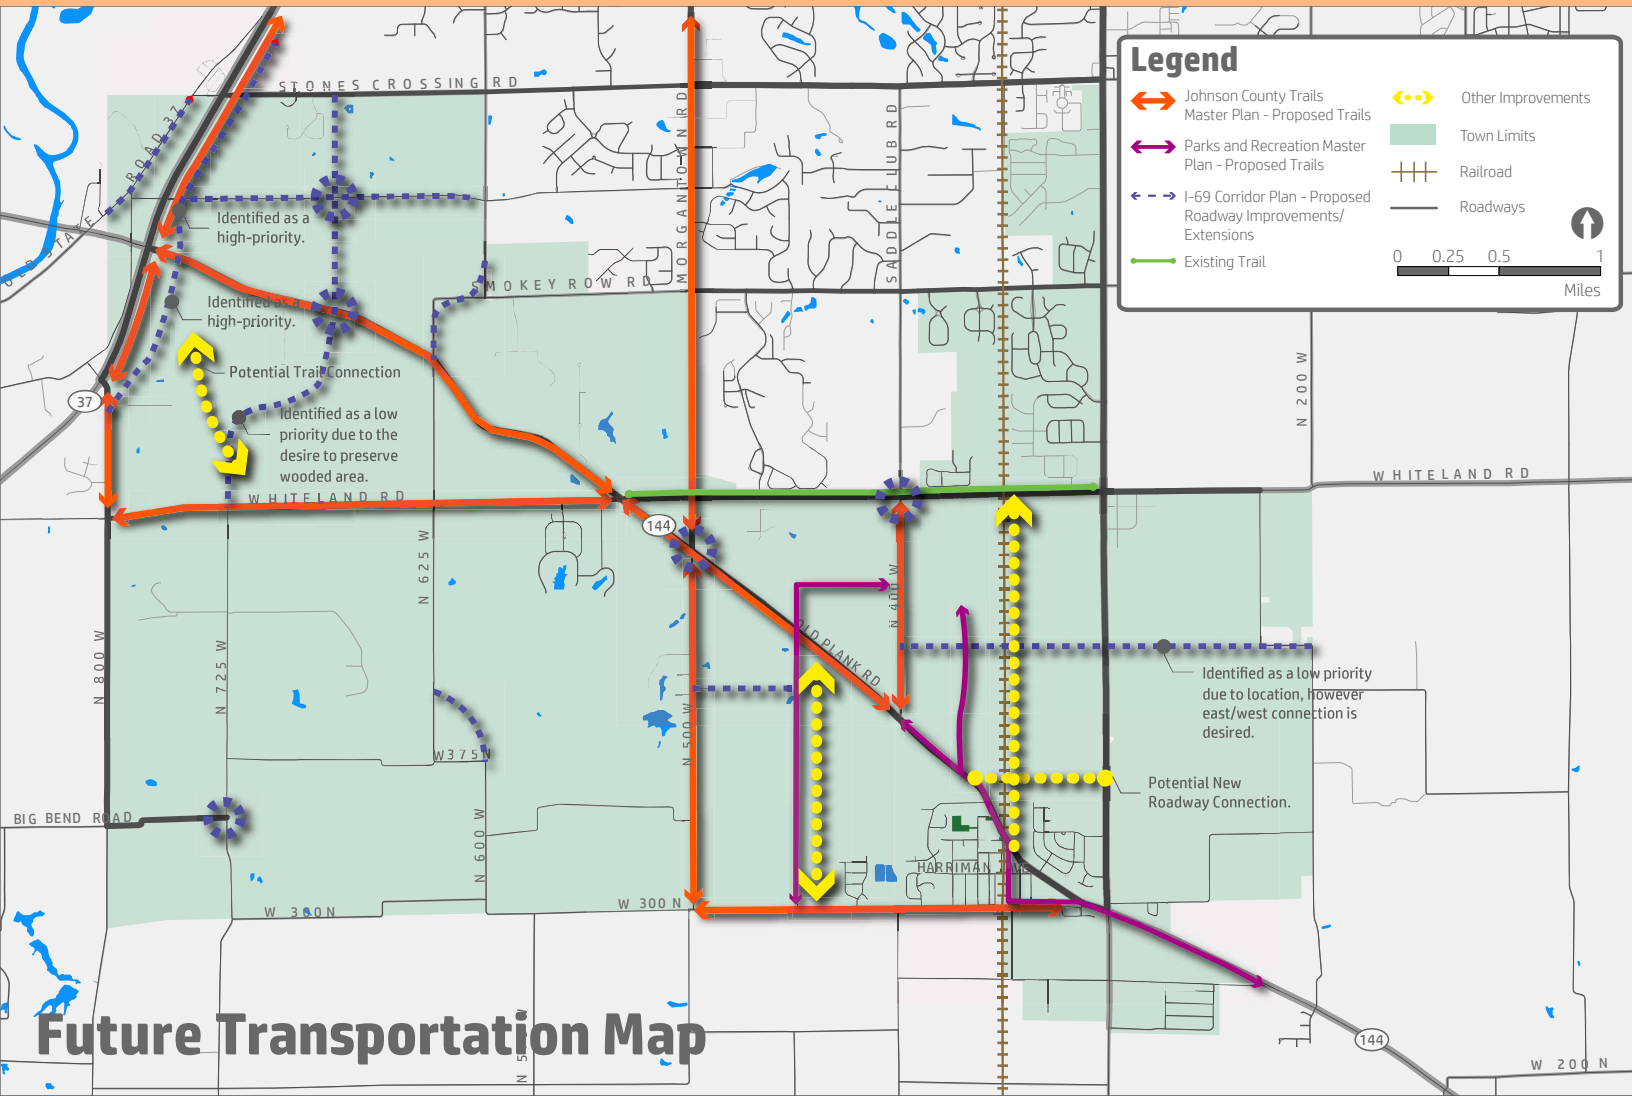 Legend
Johnson County Trails
Master Plan - Proposed Trails
Parks and Recreation Master
Plan - Proposed Trails
I-69 Corridor Plan - Proposed
Roadway Improvements/
Extensions
Existing Trail
Other Improvements
Town Limits
Railroad
Roadways
0 0.25 0.5 1
Miles
STONES CROSSING RD
OLD STATE ROAD 37
MORGANTOWN RD
SADDLE CLUB RD
Identified as a
high-priority.
SMOKEY ROW RD
Identified as a
high-priority.
Potential Trail Connection
37
Identified as a low
priority due to the
desire to preserve
wooded area.
N 200 W
WHITELAND RD
WHITELAND RD
144
N 625 W
N 400 W
OLD PLANK RD
N 800 W
N 725 W
N 500 W
Identified as a low priority
due to location, however
east/west connection is
desired.
W 375 N
Potential New
Roadway Connection.
BIG BEND ROAD
N 600 W
HARRIMAN AVE
W 300 N
W 300 N
Future Transportation Map
144
W 200 N